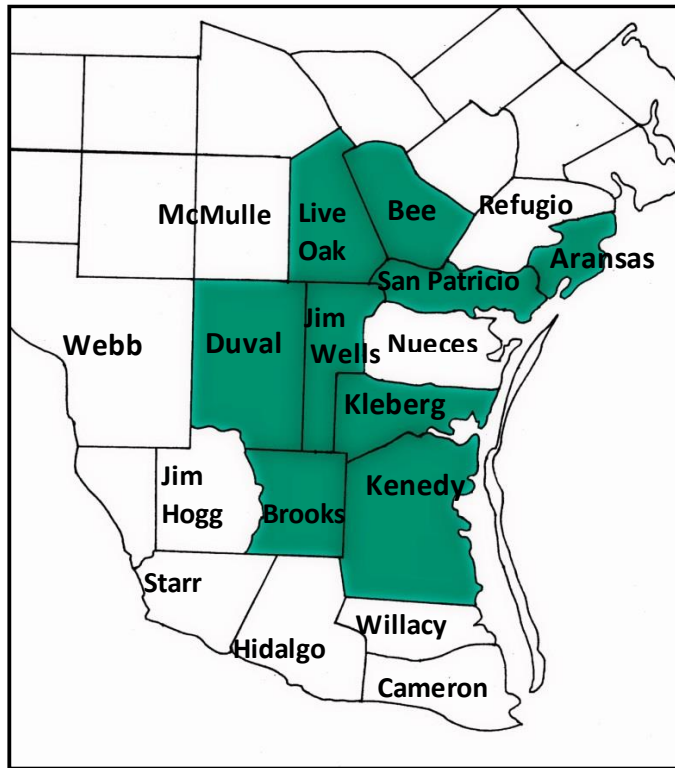 McMulle
Live
Oak
Bee
Refugio
Aransas
San Patricio
Webb
Duval
Jim
Wells
Nueces
Kleberg
Jim
Hogg
Brooks
Kenedy
Starr
Hidalgo
Willacy
Cameron